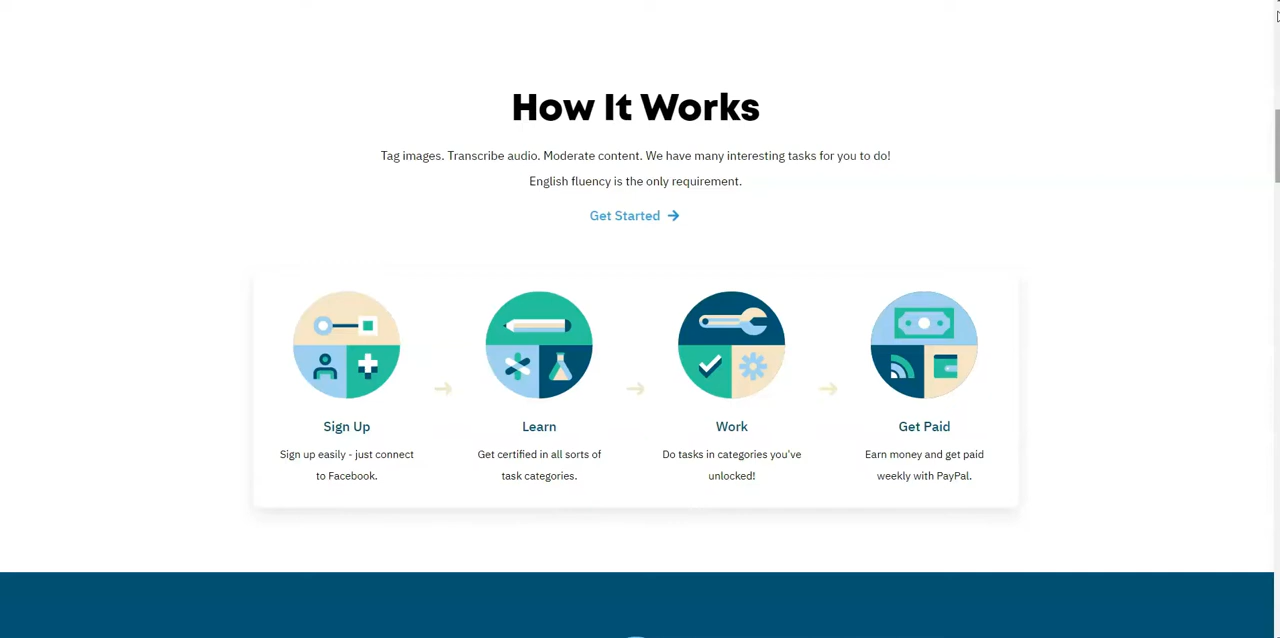 How It Works
Tag images. Transcribe audio. Moderate content. We have many interesting tasks for you to do!
English fluency is the only requirement.
Get Started
Sign Up
Sign up easily - just connect
to Facebook.
Learn
Get certified in all sorts of
task categories.
Work
Do tasks in categories you've
unlocked!
Get Paid
Earn money and get paid
weekly with PayPal.